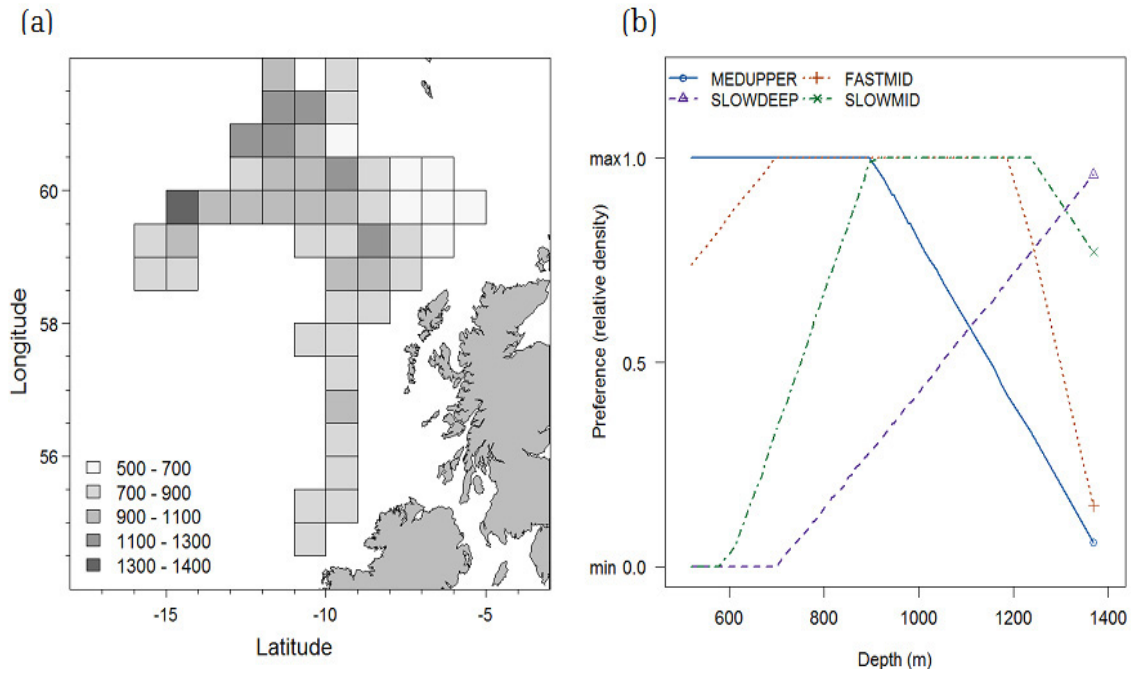 (a)
(b)
Longitude
60
58
56
500 - 700
700 - 900
900 - 1100
1100 - 1300
1300 - 1400
-15
-10
-5
Latitude
MEDUPPER
FASTMID
SLOWDEEP
SLOWMID
Preference (relative density)
max 1.0
0.5
min 0.0
600
800
1000
1200
1400
Depth (m)